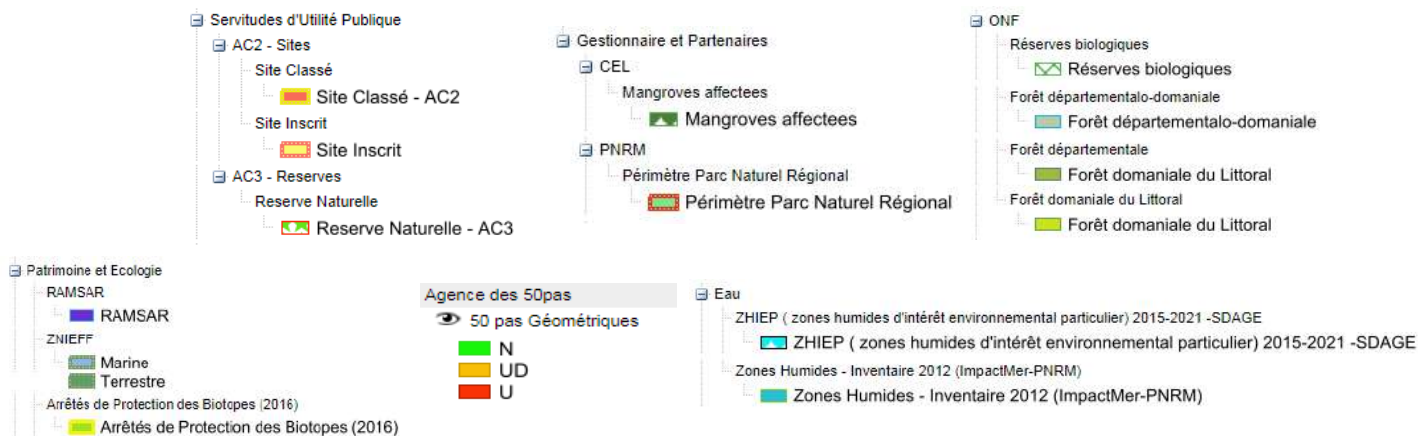 Servitudes d'Utilité Publique
AC2 - Sites
Site Classé
Site Classé - AC2
Site Inscrit
Site Inscrit
AC3 - Reserves
Reserve Naturelle
Reserve Naturelle - AC3
Gestionnaire et Partenaires
CEL
Mangroves affectees
Mangroves affectees
PNRM
Périmètre Parc Naturel Régional
Périmètre Parc Naturel Régional
ONF
Réserves biologiques
Réserves biologiques
Forêt départementalo-domaniale
Forêt départementalo-domaniale
Forêt départementale
Forêt domaniale du Littoral
Forêt domaniale du Littoral
Forêt domaniale du Littoral
Patrimoine et Ecologie
RAMSAR
RAMSAR
ZNIEFF
Marine
Terrestre
Arrêtés de Protection des Biotopes (2016)
Arrêtés de Protection des Biotopes (2016)
Agence des 50pas
50 pas Géométriques
N
UD
U
Eau
ZHIEP ( zones humides d'intérêt environnemental particulier) 2015-2021 -SDAGE
ZHIEP ( zones humides d'intérêt environnemental particulier) 2015-2021 -SDAGE
Zones Humides - Inventaire 2012 (ImpactMer-PNRM)
Zones Humides - Inventaire 2012 (ImpactMer-PNRM)